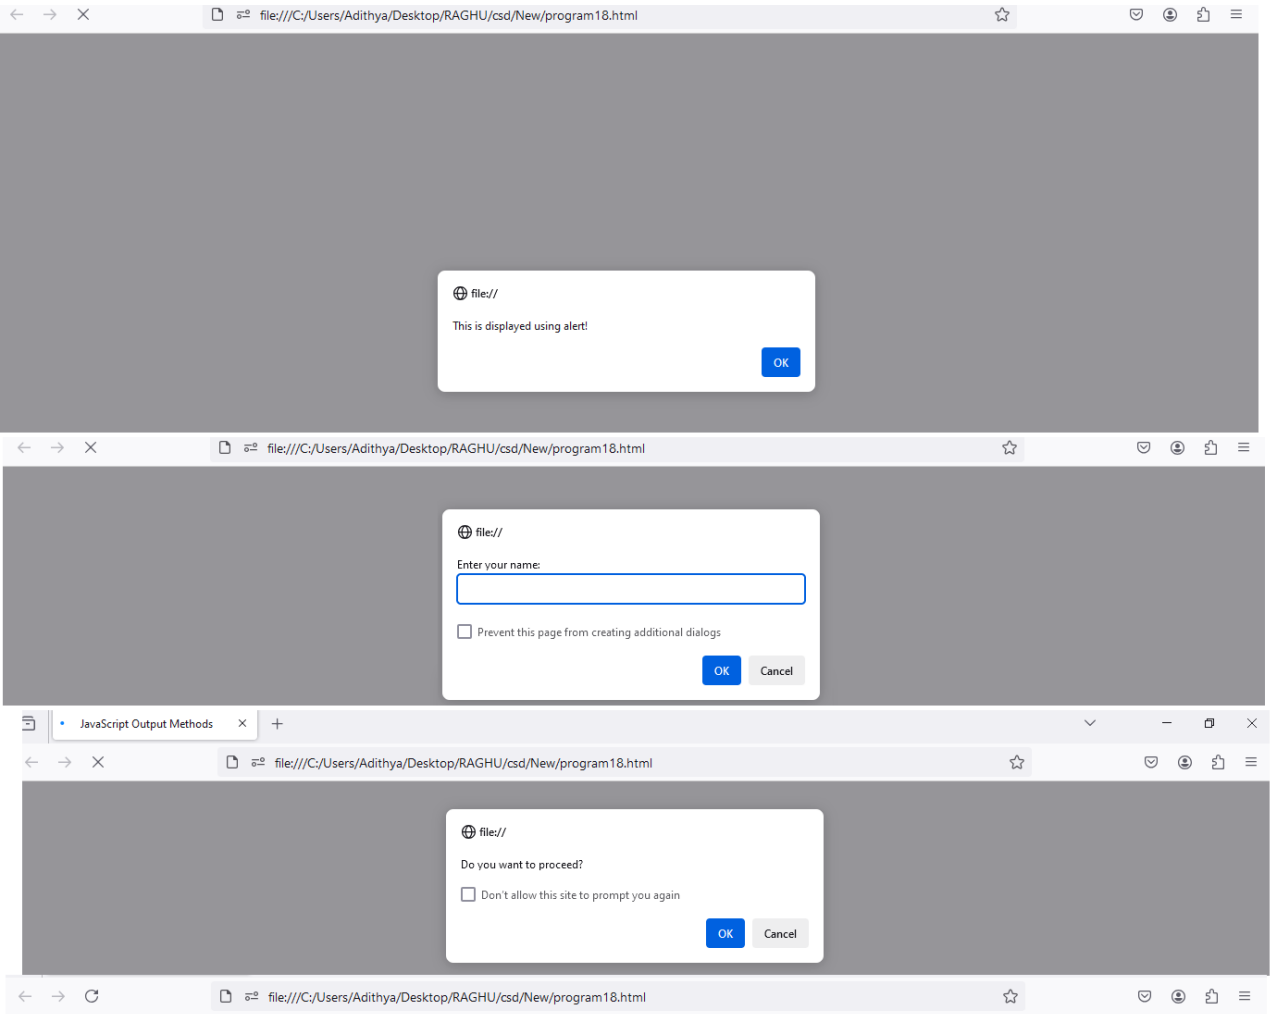 file:///C:/Users/Adithya/Desktop/RAGHU/csd/New/program18.html
file://
This is displayed using alert!
OK
file:///C:/Users/Adithya/Desktop/RAGHU/csd/New/program18.html
file://
Enter your name:
Prevent this page from creating additional dialogs
OK Cancel
JavaScript Output Methods
file:///C:/Users/Adithya/Desktop/RAGHU/csd/New/program18.html
file://
Do you want to proceed?
Don't allow this site to prompt you again
OK Cancel
file:///C:/Users/Adithya/Desktop/RAGHU/csd/New/program18.html